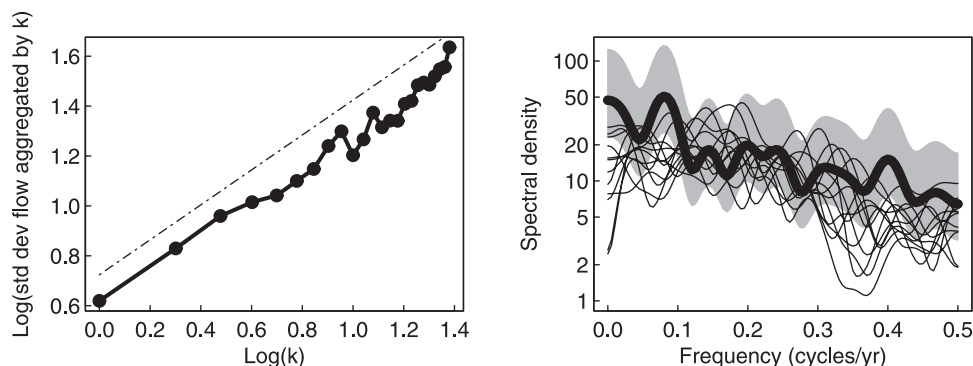 Log(std dev flow aggregated by k)
1.6
1.4
1.2
1.0
0.8
0.6
0.0 0.2 0.4 0.6 0.8 1.0 1.2 1.4
Log(k)
Spectral density
100
50
20
10
5
2
1
0.0 0.1 0.2 0.3 0.4 0.5
Frequency (cycles/yr)